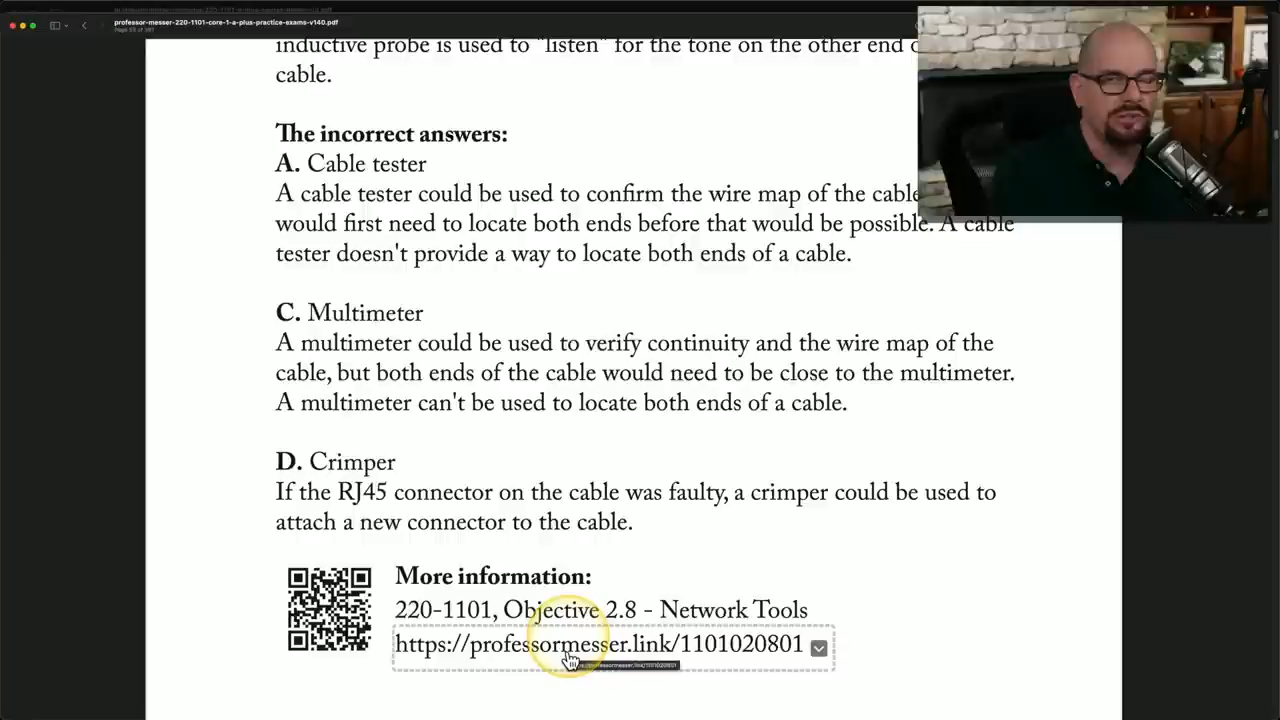 professor-messer-220-1101-core-1-a-plus-practice-exams-v140.pdf
inductive probe is used to "listen" for the tone on the other end
cable.
The incorrect answers:
A. Cable tester
A cable tester could be used to confirm the wire map of the cable
would first need to locate both ends before that would be possible. A cable
tester doesn't provide a way to locate both ends of a cable.
C. Multimeter
A multimeter could be used to verify continuity and the wire map of the
cable, but both ends of the cable would need to be close to the multimeter.
A multimeter can't be used to locate both ends of a cable.
D. Crimper
If the RJ45 connector on the cable was faulty, a crimper could be used to
attach a new connector to the cable.
More information:
220-1101, Objective 2.8 - Network Tools
https://professormesser.link/1101020801